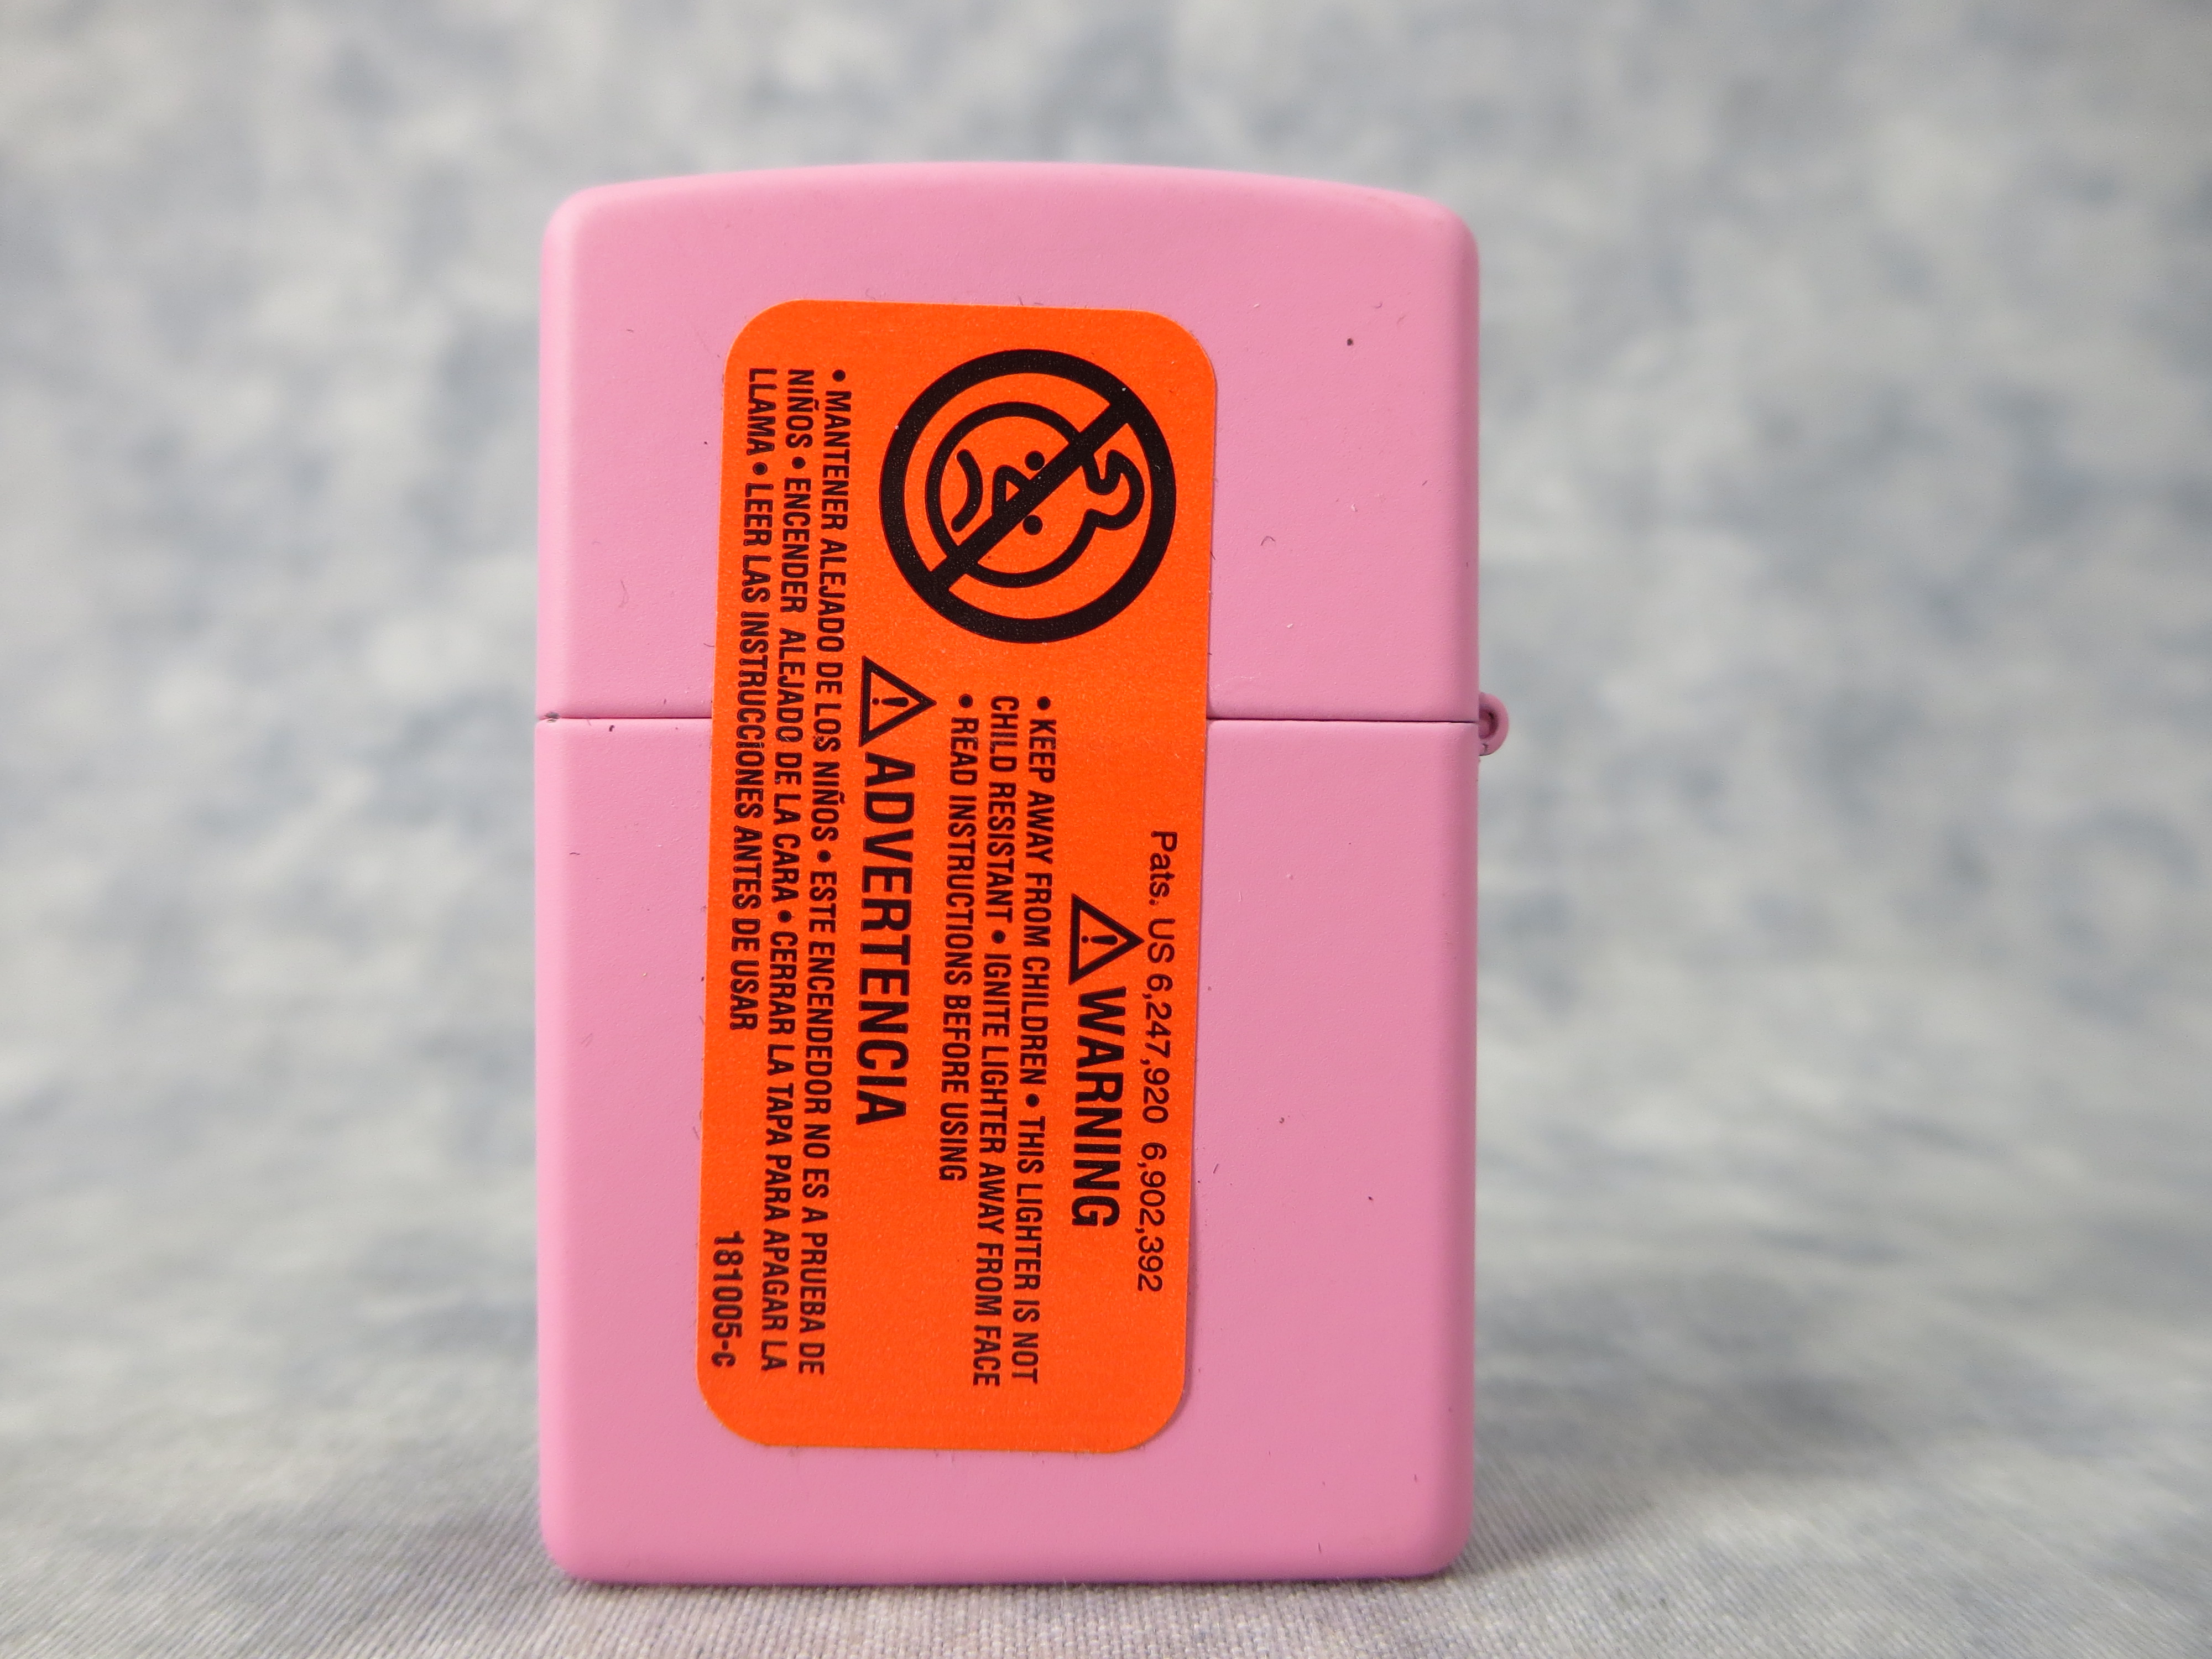 Pats. US 6,247,920 6,902,392
WARNING
• KEEP AWAY FROM CHILDREN • THIS LIGHTER IS NOT
CHILD RESISTANT • IGNITE LIGHTER AWAY FROM FACE
• READ INSTRUCTIONS BEFORE USING
ADVERTENCIA
• MANTENER ALEJADO DE LOS NIÑOS • ESTE ENCENDEDOR NO ES A PRUEBA DE
NIÑOS • ENCENDER ALEJADO DE LA CARA • CERRAR LA TAPA PARA APAGAR LA
LLAMA • LEER LAS INSTRUCCIONES ANTES DE USAR
181005-c